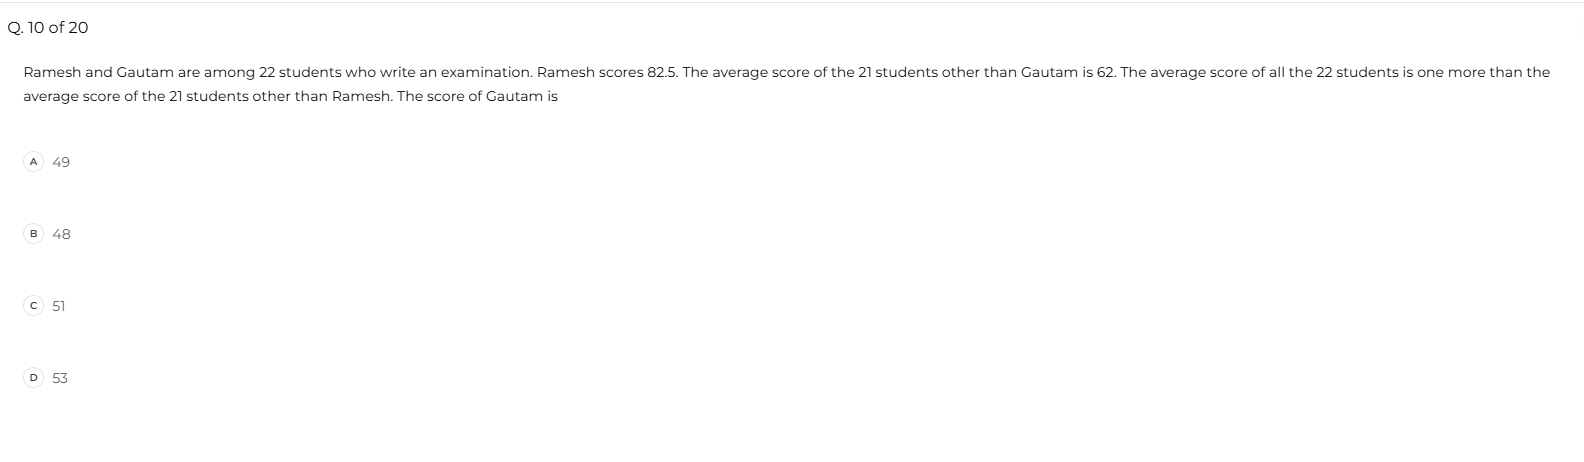 Q. 10 of 20
Ramesh and Gautam are among 22 students who write an examination. Ramesh scores 82.5. The average score of the 21 students other than Gautam is 62. The average score of all the 22 students is one more than the
average score of the 21 students other than Ramesh. The score of Gautam is
A 49
B 48
C 51
D 53